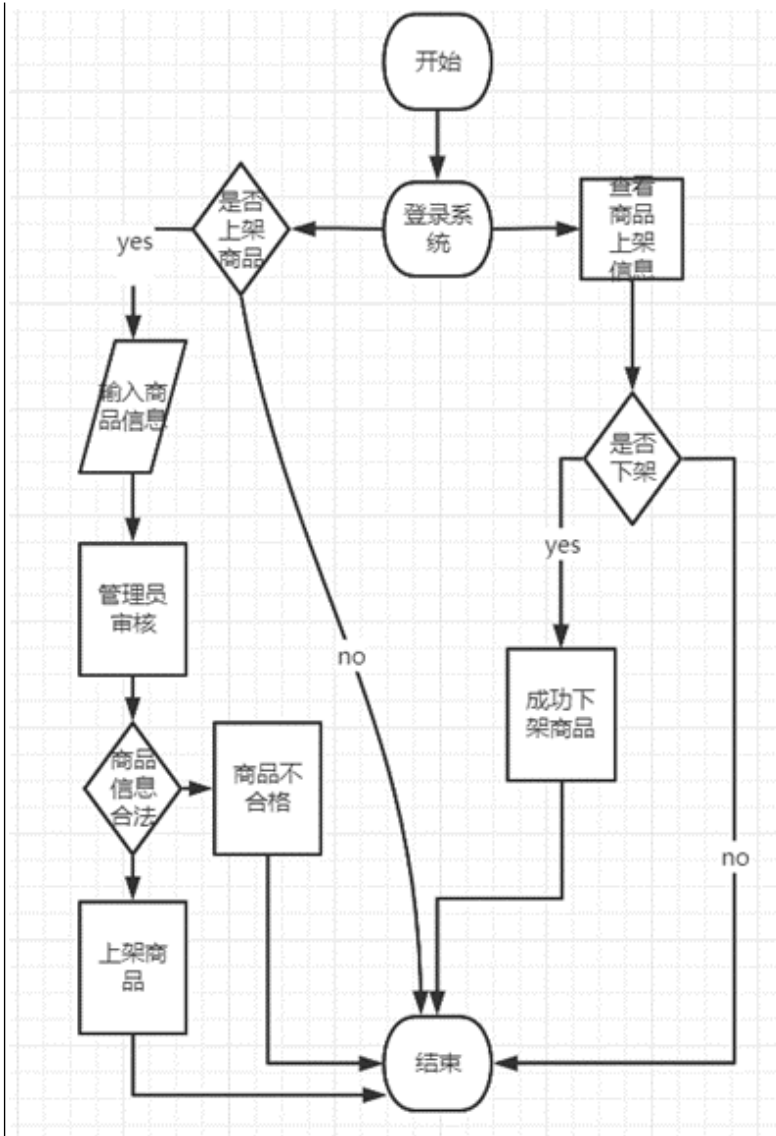 开始
登录系
统
是否
上架
商品
查看
商品
上架
信息
yes
输入商
品信息
是否
下架
yes
管理员
审核
no
成功下
架商品
商品
信息
合法
商品不
合格
no
上架商
品
结束